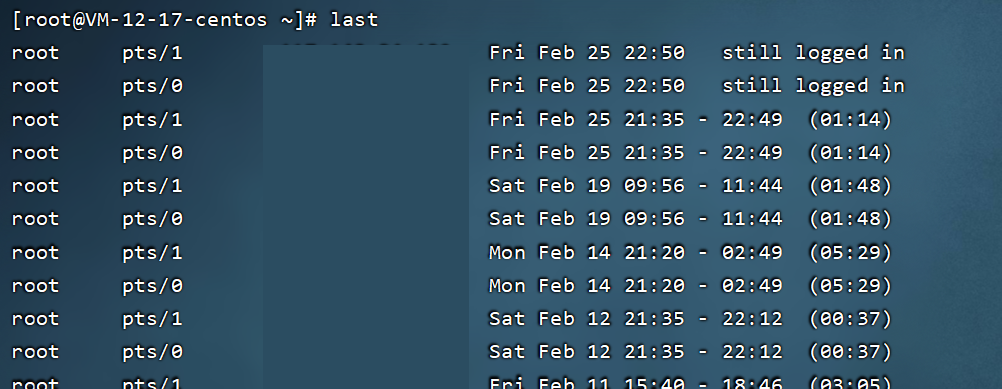 [root@VM-12-17-centos ~]# last
root pts/1 Fri Feb 25 22:50 still logged in
root pts/0 Fri Feb 25 22:50 still logged in
root pts/1 Fri Feb 25 21:35 - 22:49 (01:14)
root pts/0 Fri Feb 25 21:35 - 22:49 (01:14)
root pts/1 Sat Feb 19 09:56 - 11:44 (01:48)
root pts/0 Sat Feb 19 09:56 - 11:44 (01:48)
root pts/1 Mon Feb 14 21:20 - 02:49 (05:29)
root pts/0 Mon Feb 14 21:20 - 02:49 (05:29)
root pts/1 Sat Feb 12 21:35 - 22:12 (00:37)
root pts/0 Sat Feb 12 21:35 - 22:12 (00:37)
root pts/1 Fri Feb 11 15:40 - 18:46 (03:05)